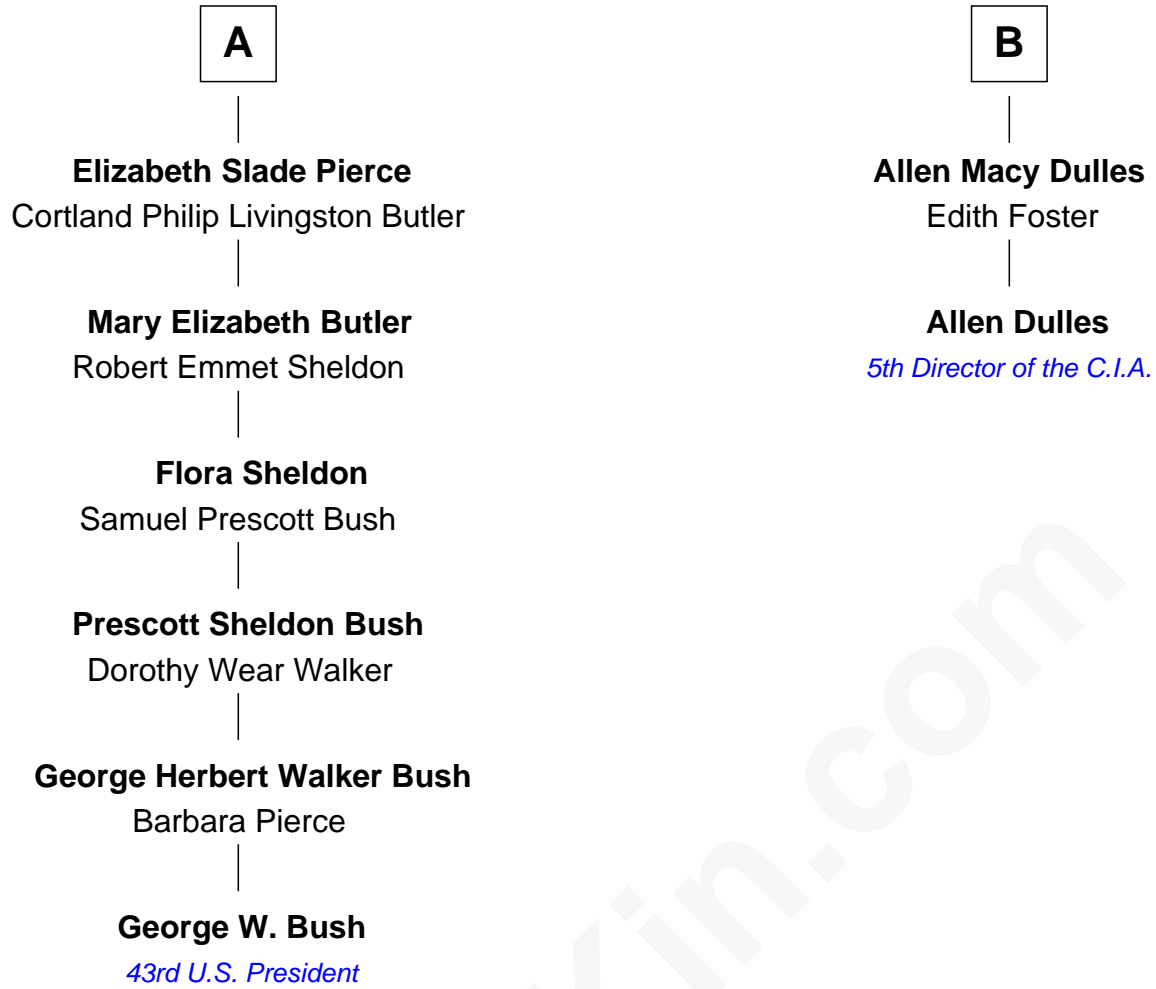 A
Elizabeth Slade Pierce
Cortland Philip Livingston Butler
Mary Elizabeth Butler
Robert Emmet Sheldon
Flora Sheldon
Samuel Prescott Bush
Prescott Sheldon Bush
Dorothy Wear Walker
George Herbert Walker Bush
Barbara Pierce
George W. Bush
43rd U.S. President
B
Allen Macy Dulles
Edith Foster
Allen Dulles
5th Director of the C.I.A.
Kin.com